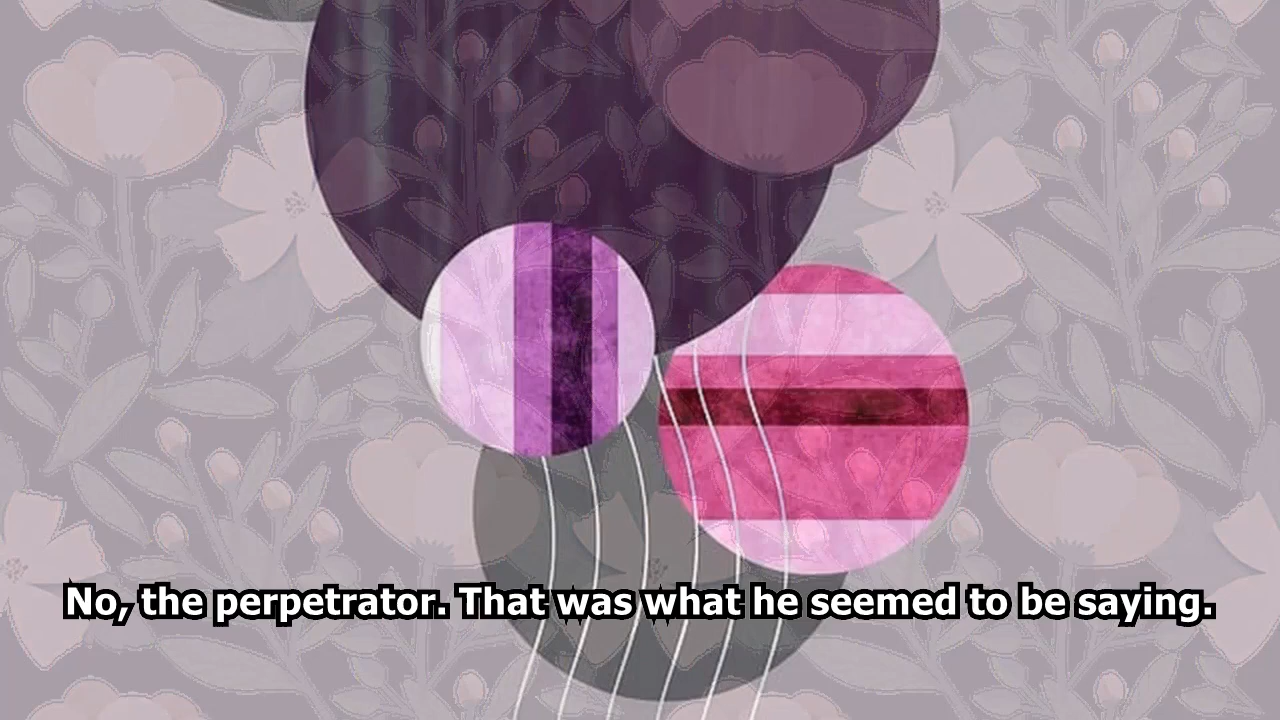 No, the perpetrator. That was what he seemed to be saying.